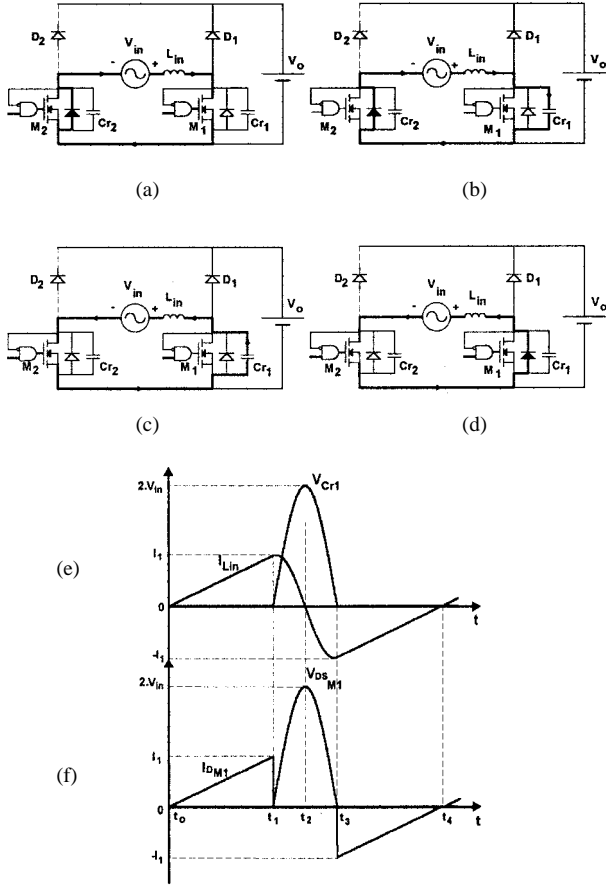 D2
Vin
Lin
D1
Vo
-
+
M2
Cr2
M1
Cr1
(a)
D2
Vin
Lin
D1
Vo
-
+
M2
Cr2
M1
Cr1
(b)
D2
Vin
Lin
D1
Vo
-
+
M2
Cr2
M1
Cr1
(c)
D2
Vin
Lin
D1
Vo
-
+
M2
Cr2
M1
Cr1
(d)
2.Vin
VCr1
(e)
I1
ILin
0
t
-I1
2.Vin
VDS M1
(f)
I1
IDM1
0
to
t1
t2
t3
t4
t
-I1